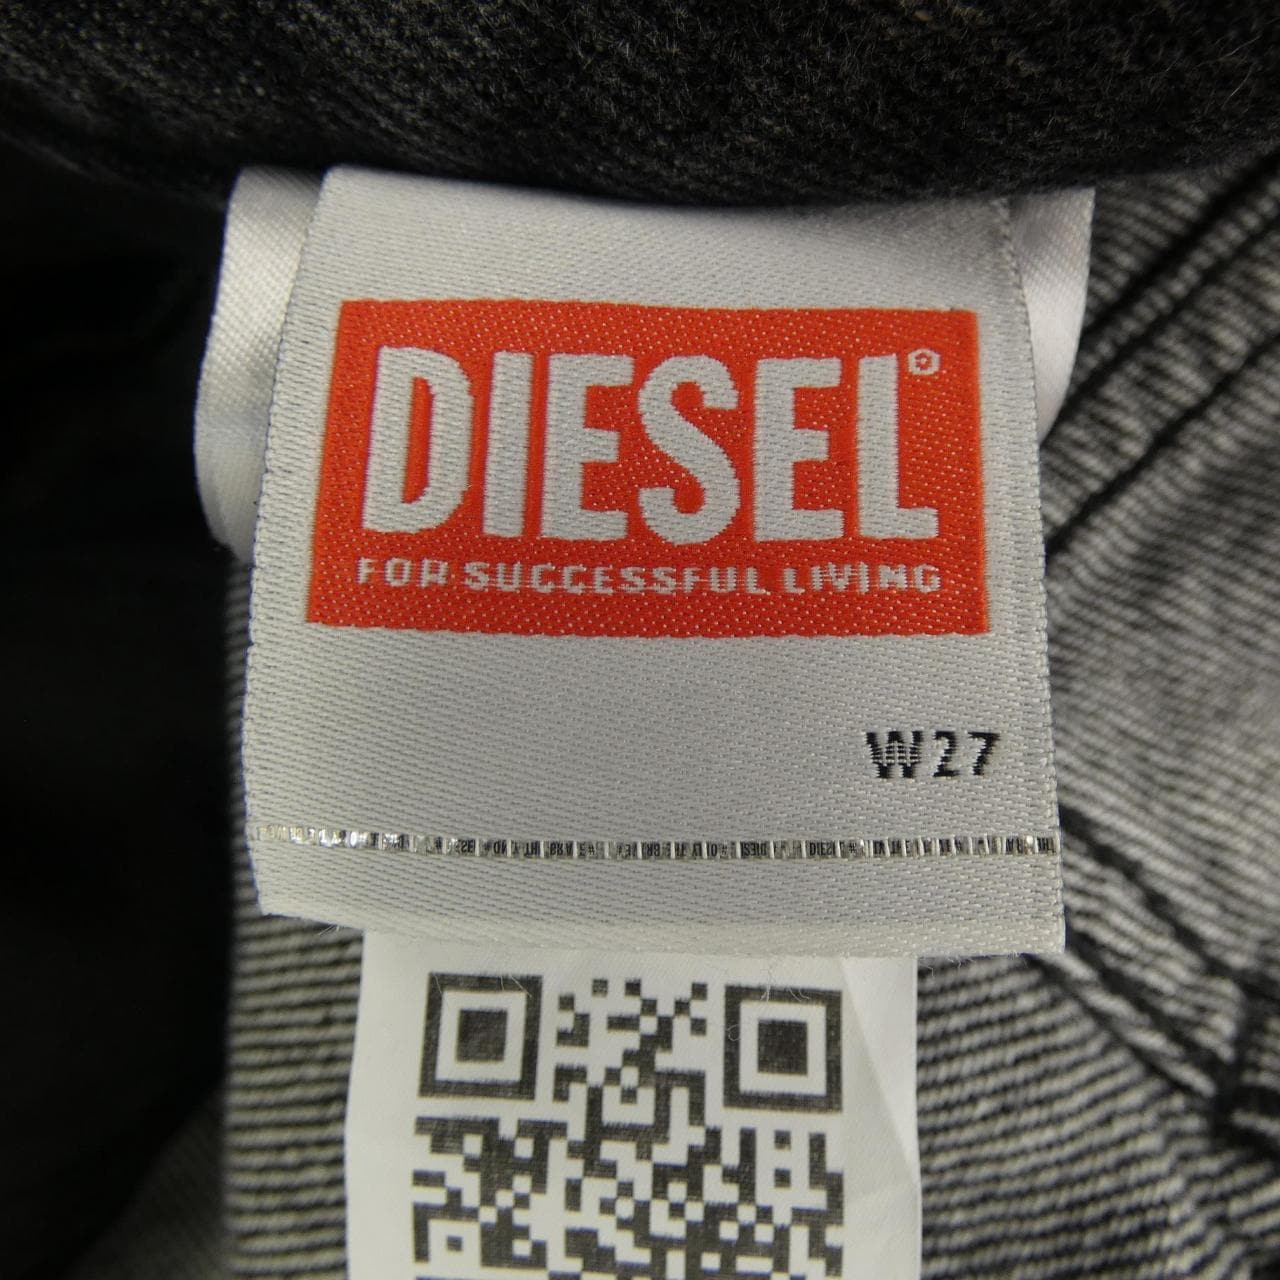 DIESEL®
FOR SUCCESSFUL LIVING
W27